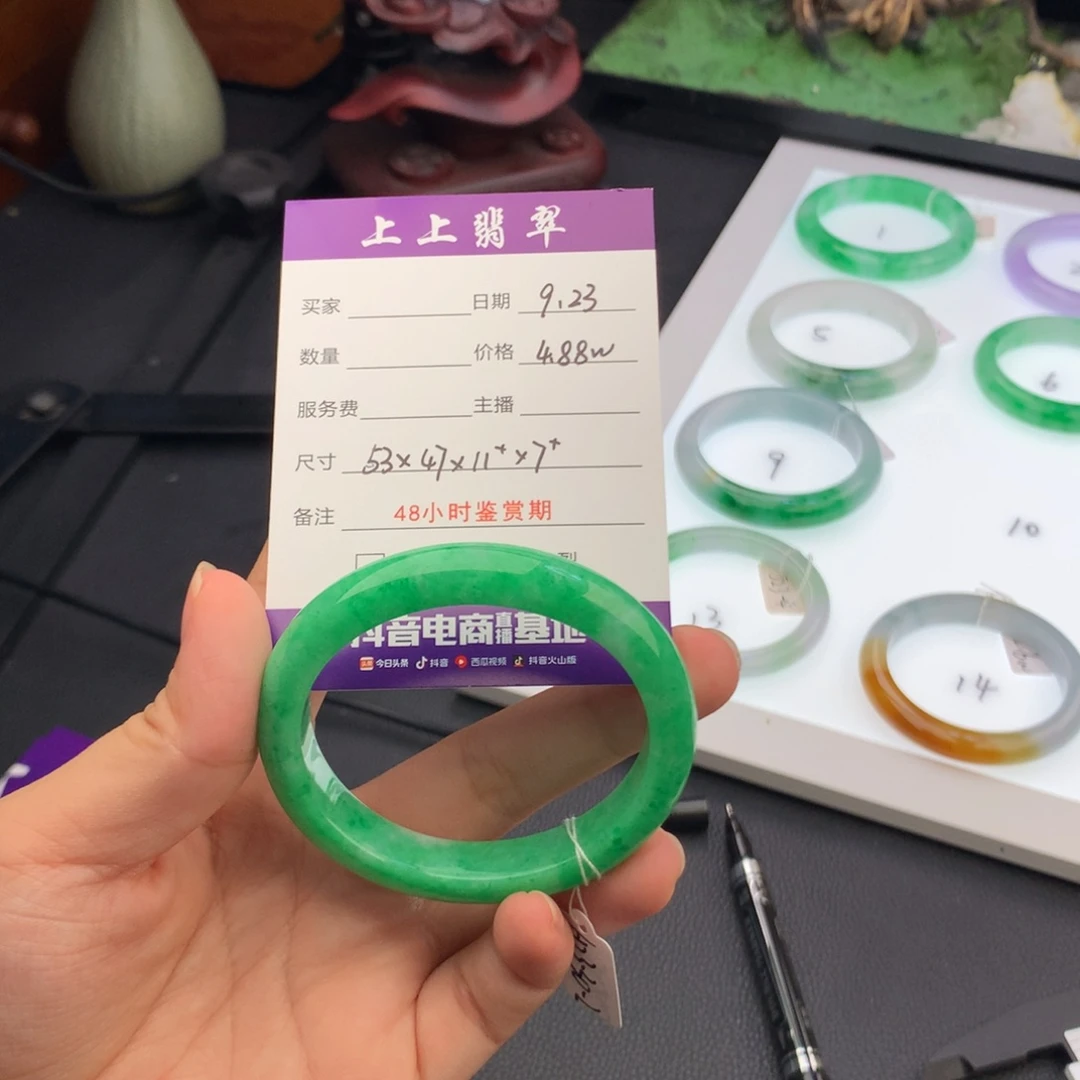 上上翡翠
买家 日期 9.23
数量 价格 4.88w
服务费 主播
尺寸 53×47×11⁺×7⁺
备注 48小时鉴赏期
抖音电商直播基地
今日头条 抖音 西瓜视频 抖音火山版
1
2
5
6
9
10
13
14